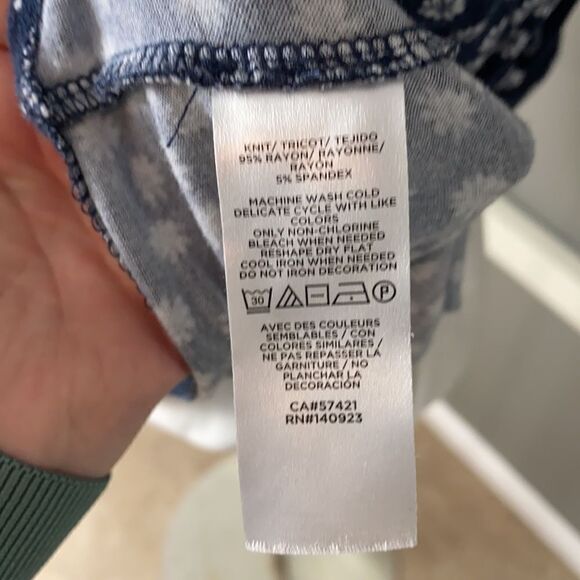 KNIT/ TRICOT/ TEJIDO
95% RAYON/ RAYONNE/
RAYON
5% SPANDEX
MACHINE WASH COLD
DELICATE CYCLE WITH LIKE
COLORS
ONLY NON-CHLORINE
BLEACH WHEN NEEDED
RESHAPE DRY FLAT
COOL IRON WHEN NEEDED
DO NOT IRON DECORATION
30 P
AVEC DES COULEURS
SEMBLABLES / CON
COLORES SIMILARES /
NE PAS REPASSER LA
GARNITURE / NO
PLANCHAR LA
DECORACIÓN
CA#57421
RN#140923